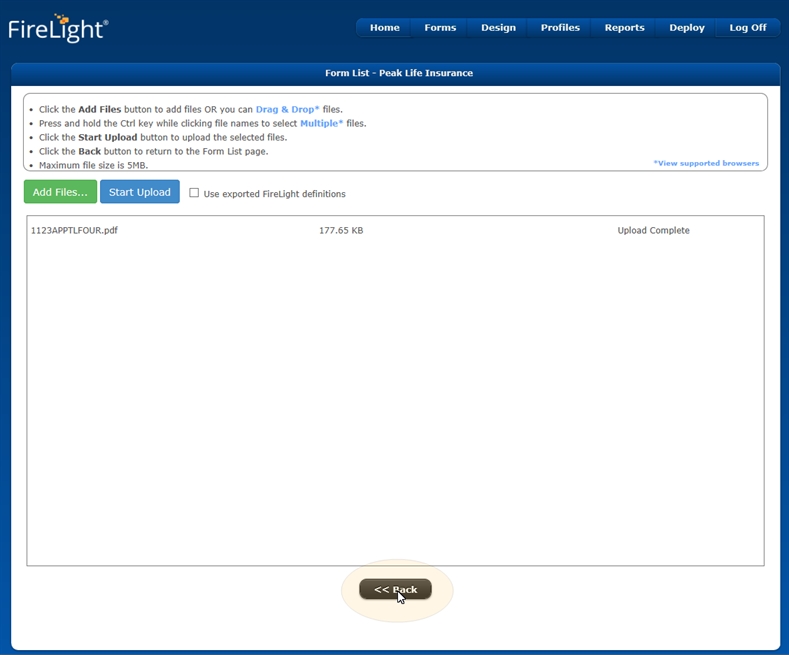 FireLight®
Home Forms Design Profiles Reports Deploy Log Off
Form List - Peak Life Insurance
• Click the Add Files button to add files OR you can Drag & Drop* files.
• Press and hold the Ctrl key while clicking file names to select Multiple* files.
• Click the Start Upload button to upload the selected files.
• Click the Back button to return to the Form List page.
• Maximum file size is 5MB.
*View supported browsers
Add Files... Start Upload Use exported FireLight definitions
1123APPTLFOUR.pdf 177.65 KB Upload Complete
<< Back